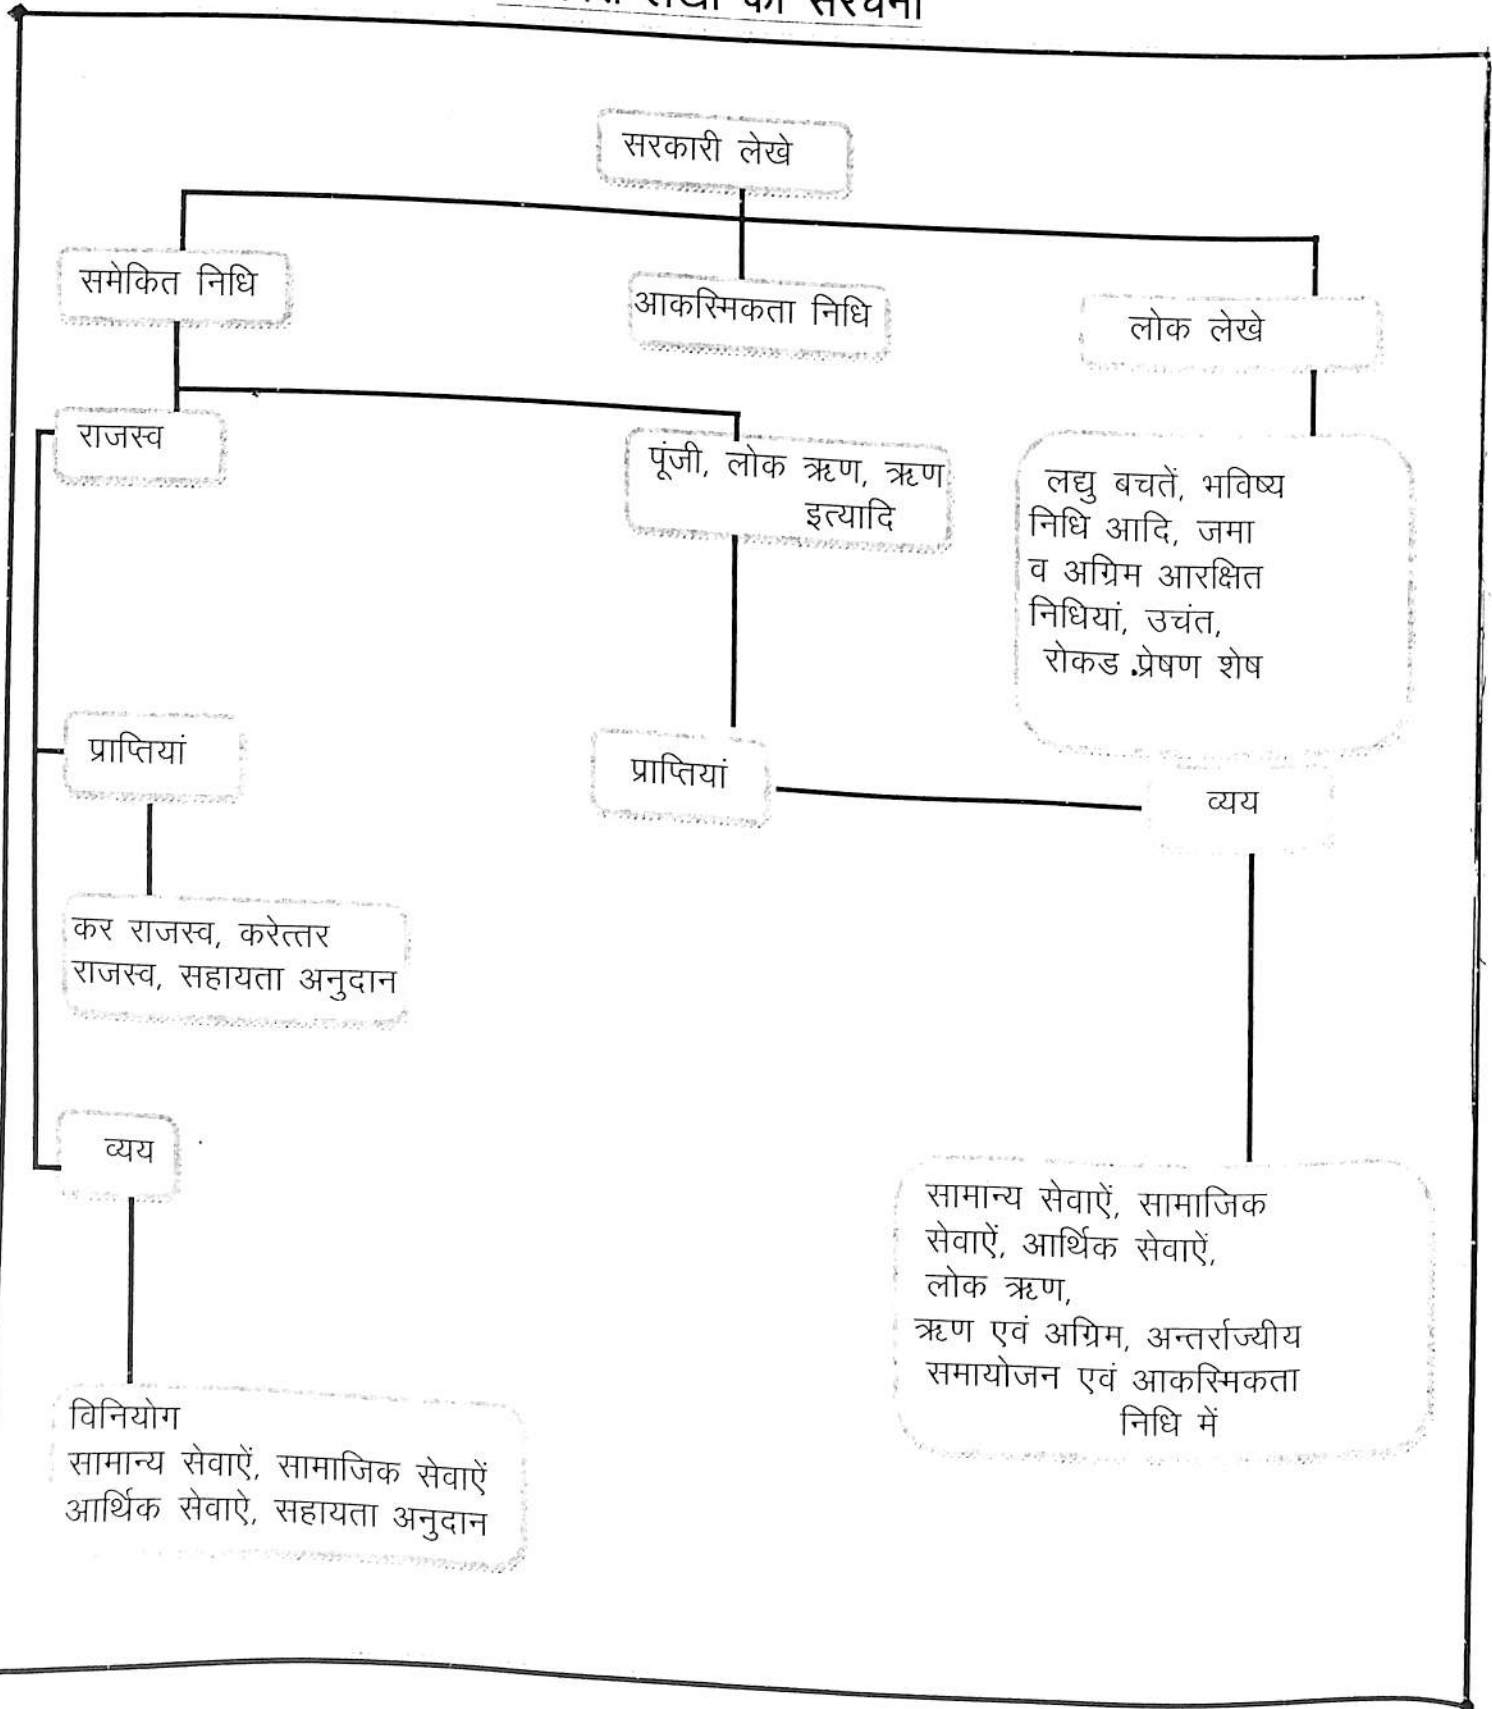 लेखों की संरचना
सरकारी लेखे
समेकित निधि
आकस्मिकता निधि
लोक लेखे
राजस्व
पूंजी, लोक ऋण, ऋण
इत्यादि
लद्यु बचतें, भविष्य
निधि आदि, जमा
व अग्रिम आरक्षित
निधियां, उचंत,
रोकड .प्रेषण शेष
प्राप्तियां
प्राप्तियां
व्यय
कर राजस्व, करेत्तर
राजस्व, सहायता अनुदान
व्यय
सामान्य सेवाऐं, सामाजिक
सेवाऐं, आर्थिक सेवाऐं,
लोक ऋण,
ऋण एवं अग्रिम, अन्तर्राज्यीय
समायोजन एवं आकस्मिकता
निधि में
विनियोग
सामान्य सेवाऐं, सामाजिक सेवाऐं
आर्थिक सेवाऐ, सहायता अनुदान